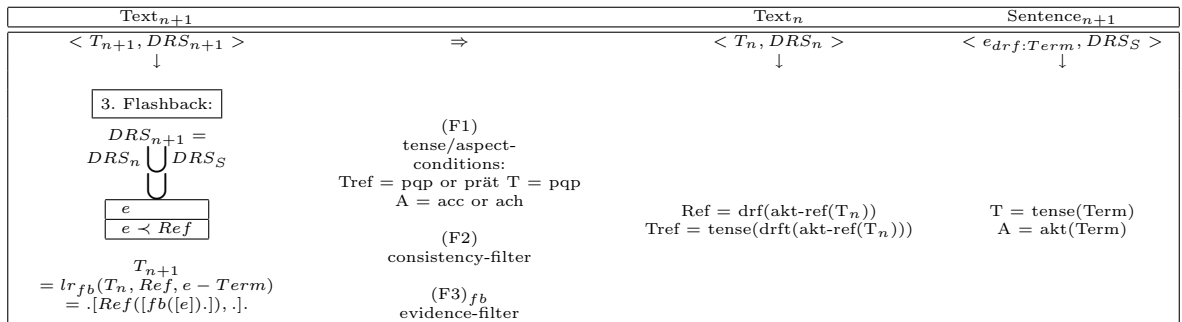 Text_{n+1} Text_n Sentence_{n+1}
< T_{n+1}, DRS_{n+1} > ⇒ < T_n, DRS_n > < e_{drf:Term}, DRS_S >
↓ ↓ ↓
3. Flashback:
DRS_{n+1} =
DRS_n ⋃ DRS_S
⋃
e
e ≺ Ref
T_{n+1}
= lr_{fb}(T_n, Ref, e − Term)
= .[Ref([fb([e]).]), .].
(F1)
tense/aspect-
conditions:
Tref = pqp or prät T = pqp
A = acc or ach
(F2)
consistency-filter
(F3)_{fb}
evidence-filter
Ref = drf(akt-ref(T_n))
Tref = tense(drft(akt-ref(T_n)))
T = tense(Term)
A = akt(Term)